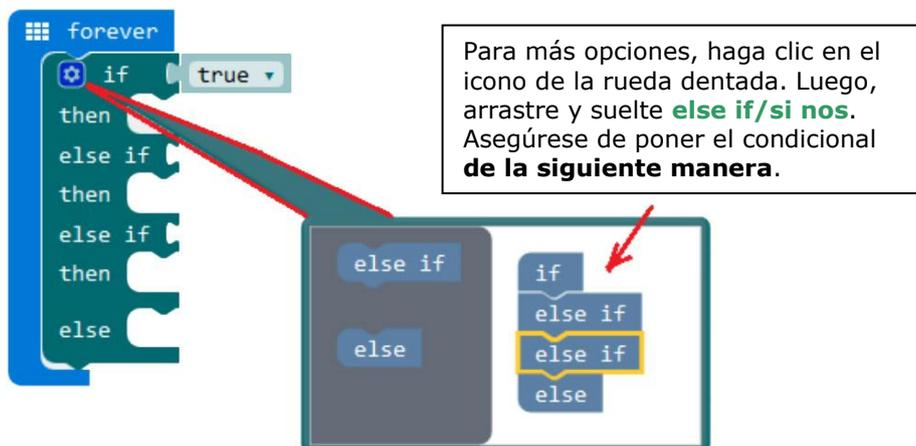 forever
if true
then
else if
then
else if
then
else
Para más opciones, haga clic en el
icono de la rueda dentada. Luego,
arrastre y suelte else if/si nos.
Asegúrese de poner el condicional
de la siguiente manera.
else if
else
if
else if
else if
else